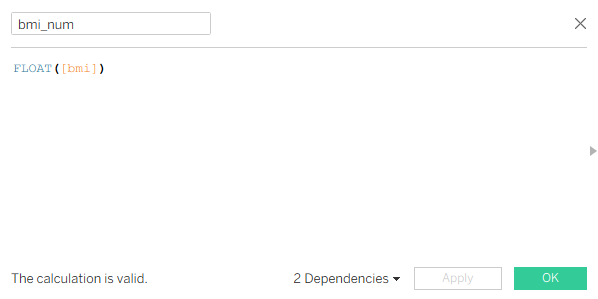 bmi_num
FLOAT([bmi])
The calculation is valid.
2 Dependencies
Apply
OK